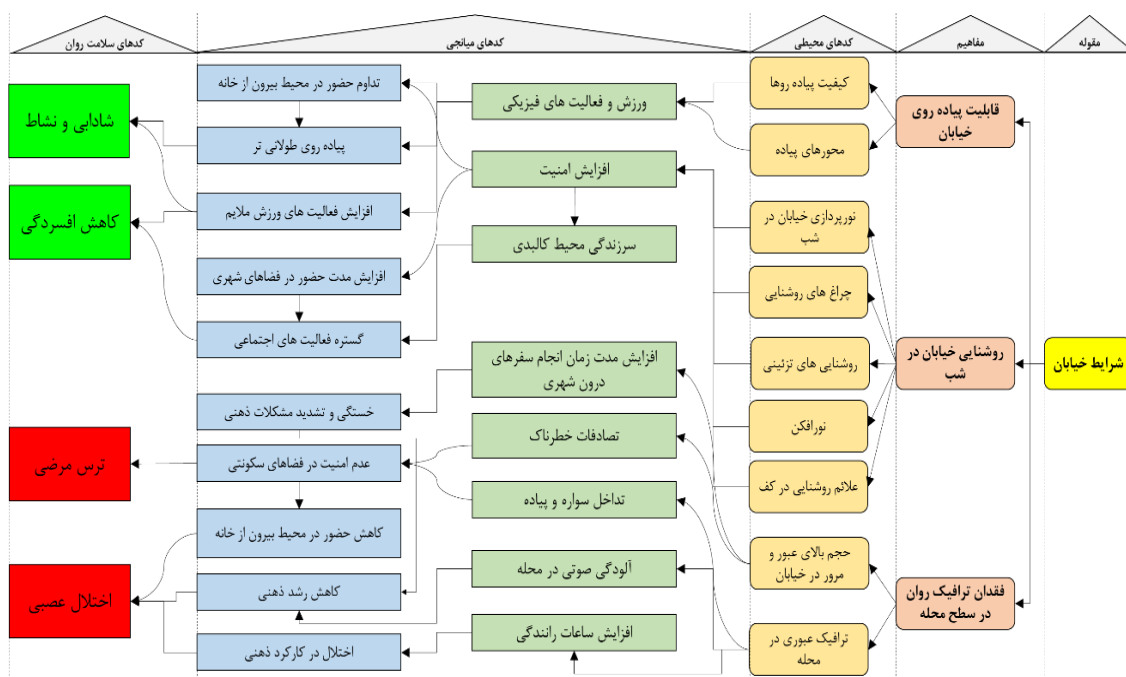 مقوله
مفاهیم
کدهای محیطی
کدهای میانجی
کدهای سلامت روان
شرایط خیابان
قابلیت پیاده روی
خیابان
روشنایی خیابان در
شب
فقدان ترافیک روان
در سطح محله
کیفیت پیاده روها
محورهای پیاده
نورپردازی خیابان در
شب
چراغ های روشنایی
روشنایی های تزئینی
نورافکن
علائم روشنایی در کف
حجم بالای عبور و
مرور در خیابان
ترافیک عبوری در
محله
ورزش و فعالیت های فیزیکی
افزایش امنیت
سرزندگی محیط کالبدی
افزایش مدت زمان انجام سفرهای
درون شهری
تصادفات خطرناک
تداخل سواره و پیاده
آلودگی صوتی در محله
افزایش ساعات رانندگی
تداوم حضور در محیط بیرون از خانه
پیاده روی طولانی تر
افزایش فعالیت های ورزش ملایم
افزایش مدت حضور در فضاهای شهری
گستره فعالیت های اجتماعی
خستگی و تشدید مشکلات ذهنی
عدم امنیت در فضاهای سکونتی
کاهش حضور در محیط بیرون از خانه
کاهش رشد ذهنی
اختلال در کارکرد ذهنی
شادابی و نشاط
کاهش افسردگی
ترس مرضی
اختلال عصبی